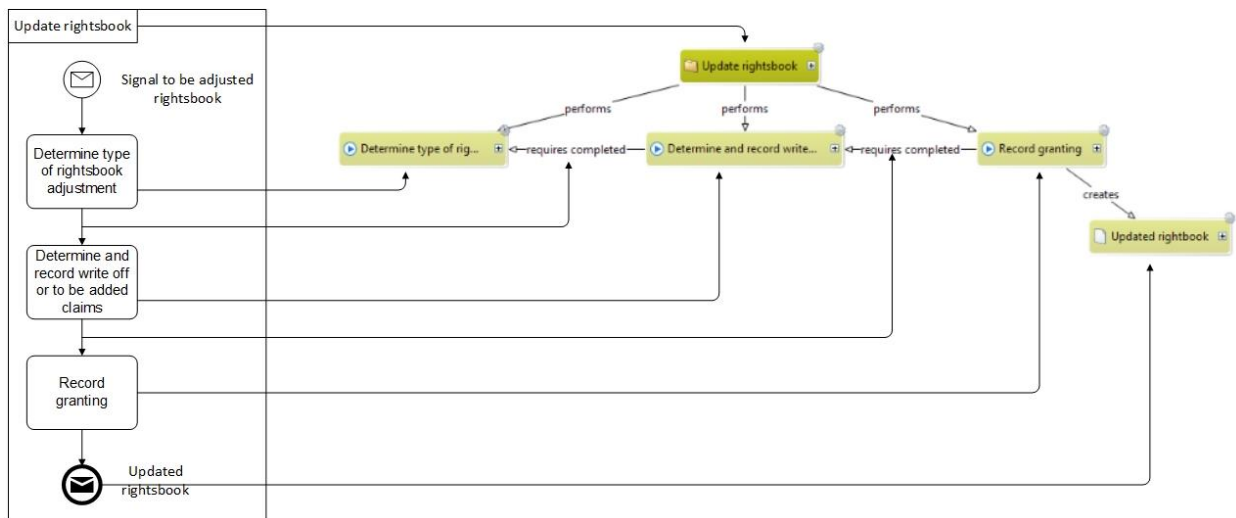 Update rightsbook
Signal to be adjusted
rightsbook
Determine type
of rightsbook
adjustment
Determine and
record write off
or to be added
claims
Record
granting
Updated
rightsbook
Update rightsbook
performs
performs
performs
Determine type of rig...
requires completed
Determine and record write...
requires completed
Record granting
creates
Updated rightbook